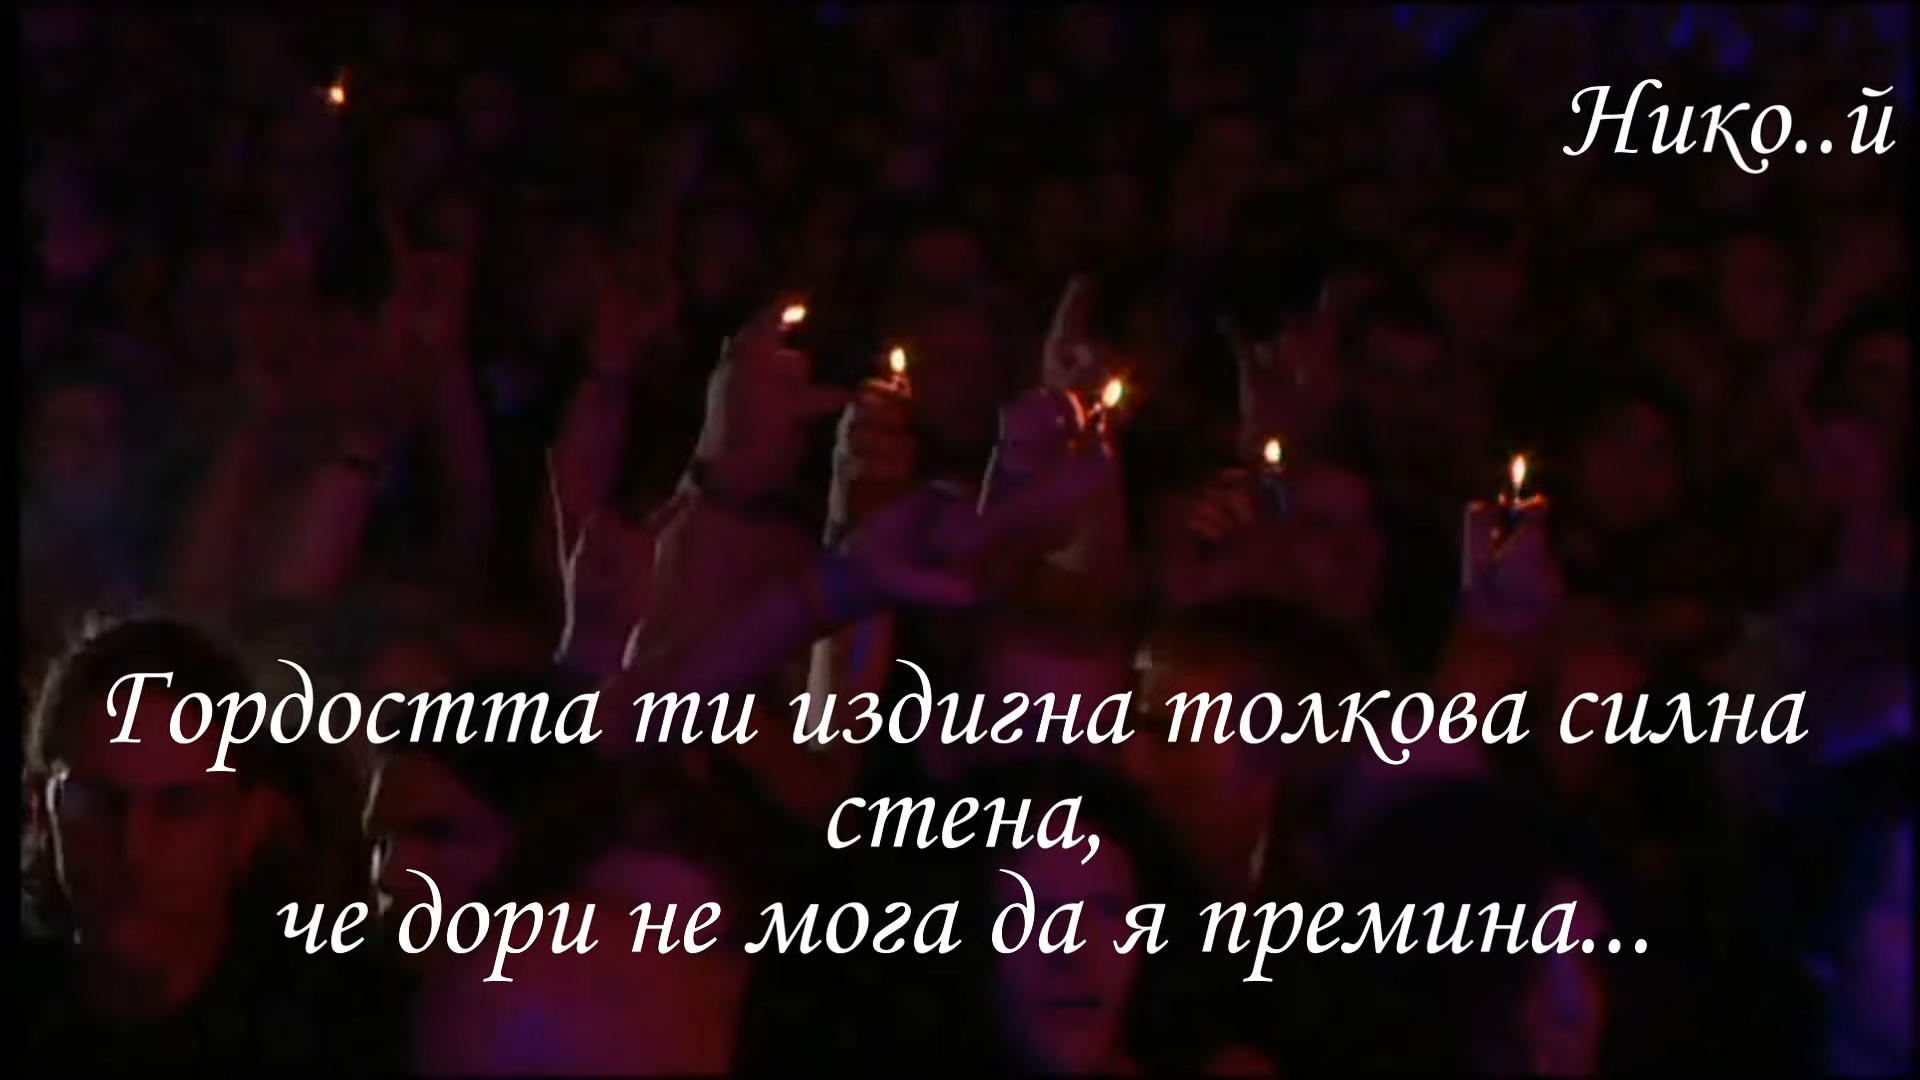 Нико..й
Гордостта ти издигна толкова силна
стена,
че дори не мога да я премина...